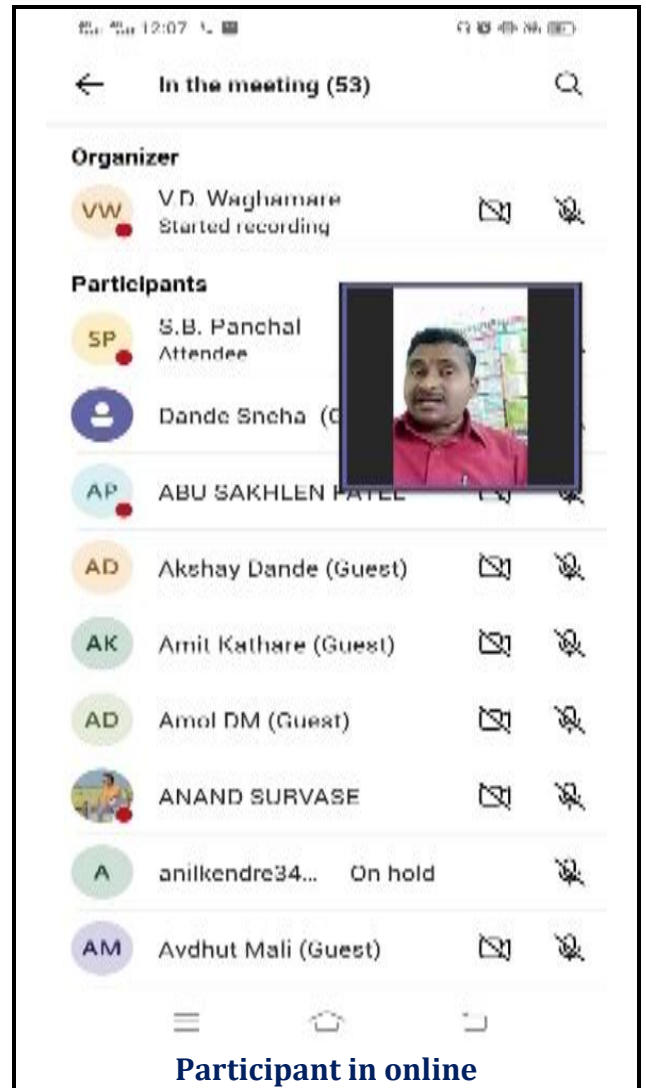 12:07
In the meeting (53)
Organizer
VW V.D. Waghamare
Started recording
Participants
SP S.B. Panchal
Attendee
Dande Sneha (G
AP ABU SAKHLEN PATEL
AD Akshay Dande (Guest)
AK Amit Kathare (Guest)
AD Amol DM (Guest)
ANAND SURVASE
A anilkendre34... On hold
AM Avdhut Mali (Guest)
Participant in online